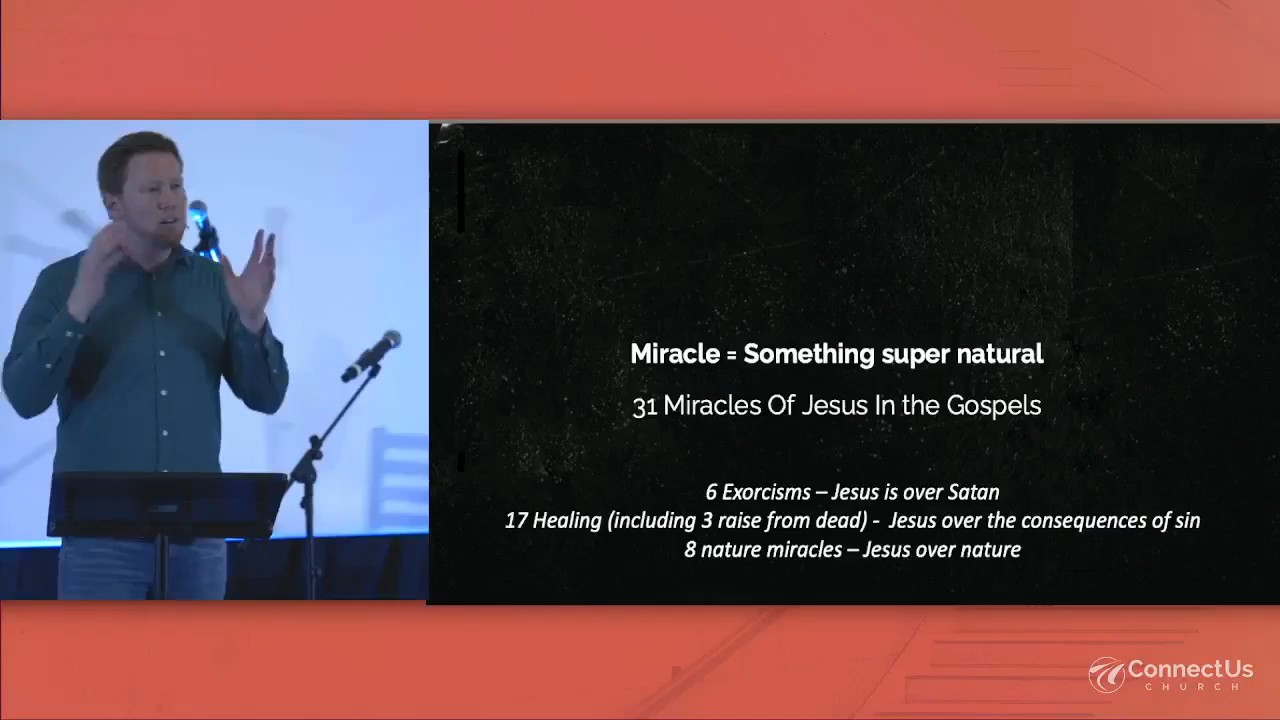 Miracle = Something super natural
31 Miracles Of Jesus In the Gospels
6 Exorcisms – Jesus is over Satan
17 Healing (including 3 raise from dead) - Jesus over the consequences of sin
8 nature miracles – Jesus over nature
ConnectUs
CHURCH